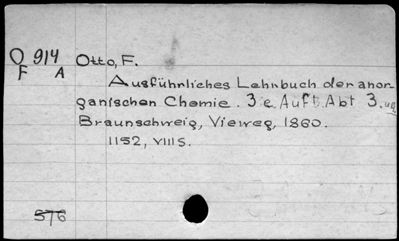 O 914 Otto, F.
F A
Ausführliches Lehrbuch der anor-
ganischen Chemie. 3 e Aufl. Abt 3.
Braunschweig, Vieweg, 1860.
1152, VIII S.
576